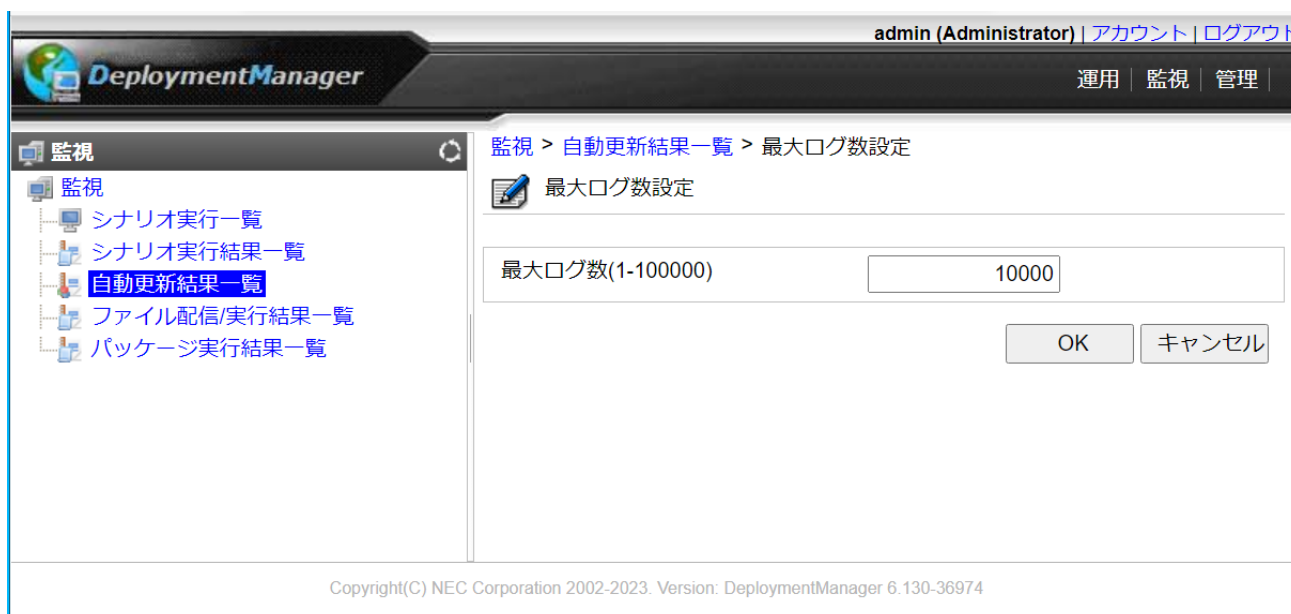 admin (Administrator) | アカウント | ログアウト
DeploymentManager
運用 | 監視 | 管理 |
監視
監視 > 自動更新結果一覧 > 最大ログ数設定
監視
最大ログ数設定
シナリオ実行一覧
シナリオ実行結果一覧
自動更新結果一覧
ファイル配信/実行結果一覧
パッケージ実行結果一覧
最大ログ数(1-100000)
10000
OK
キャンセル
Copyright(C) NEC Corporation 2002-2023. Version: DeploymentManager 6.130-36974